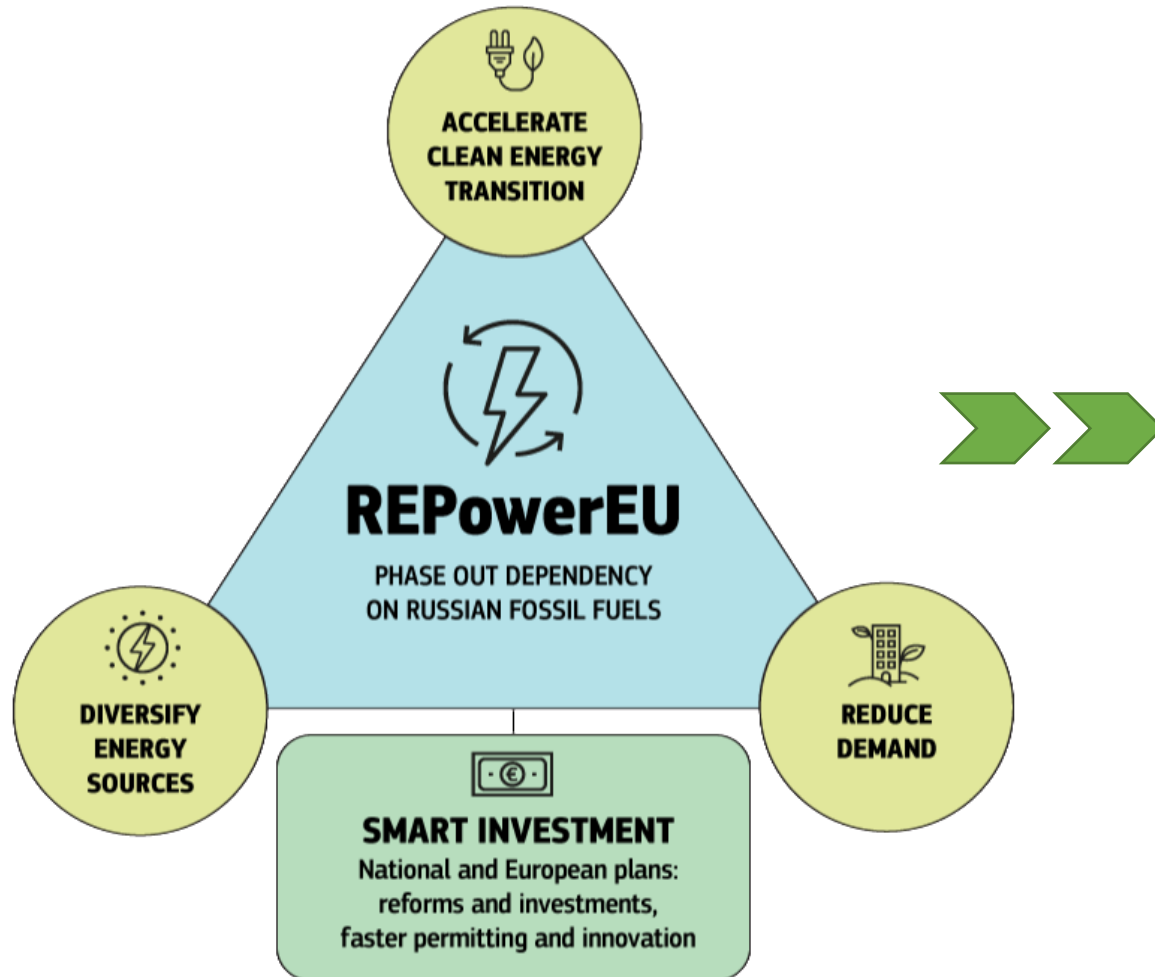 ACCELERATE
CLEAN ENERGY
TRANSITION
REPowerEU
PHASE OUT DEPENDENCY
ON RUSSIAN FOSSIL FUELS
DIVERSIFY
ENERGY
SOURCES
REDUCE
DEMAND
€
SMART INVESTMENT
National and European plans:
reforms and investments,
faster permitting and innovation